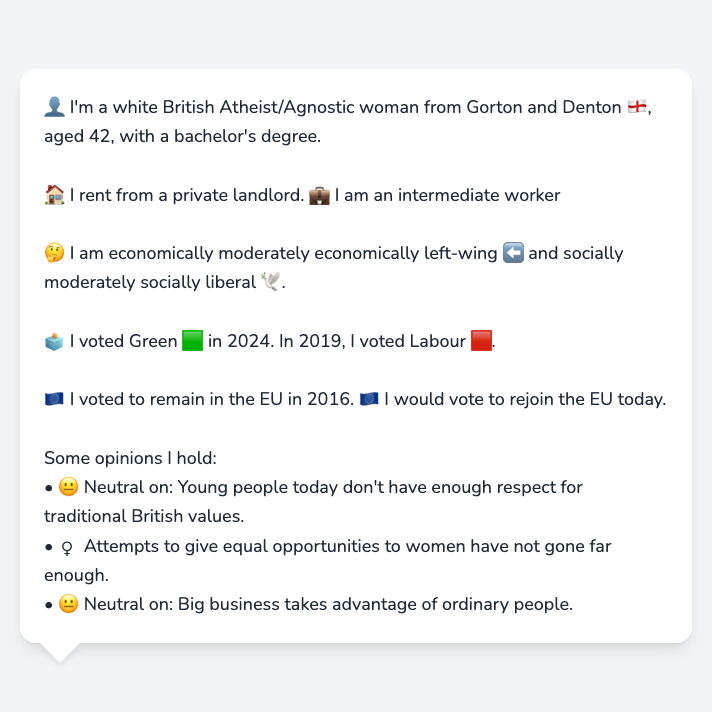 👤 I'm a white British Atheist/Agnostic woman from Gorton and Denton 🏴󠁧󠁢󠁥󠁮󠁧󠁿,
aged 42, with a bachelor's degree.
🏠 I rent from a private landlord. 💼 I am an intermediate worker
🤔 I am economically moderately economically left-wing ⬅️ and socially
moderately socially liberal 🕊️.
🗳️ I voted Green 🟩 in 2024. In 2019, I voted Labour 🟥.
🇪🇺 I voted to remain in the EU in 2016. 🇪🇺 I would vote to rejoin the EU today.
Some opinions I hold:
• 😐 Neutral on: Young people today don't have enough respect for
traditional British values.
• ♀ Attempts to give equal opportunities to women have not gone far
enough.
• 😐 Neutral on: Big business takes advantage of ordinary people.